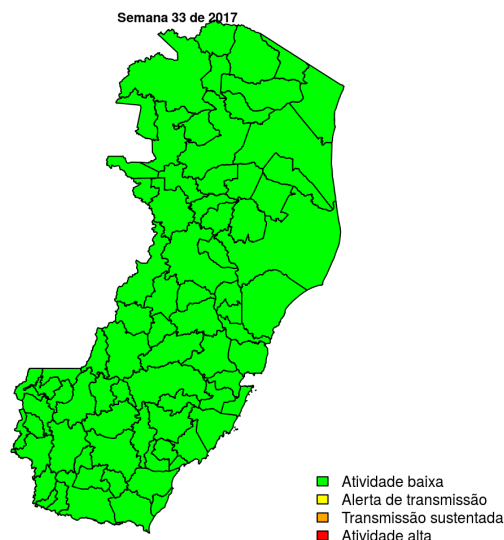 Semana 33 de 2017
Atividade baixa
Alerta de transmissão
Transmissão sustentada
Atividade alta